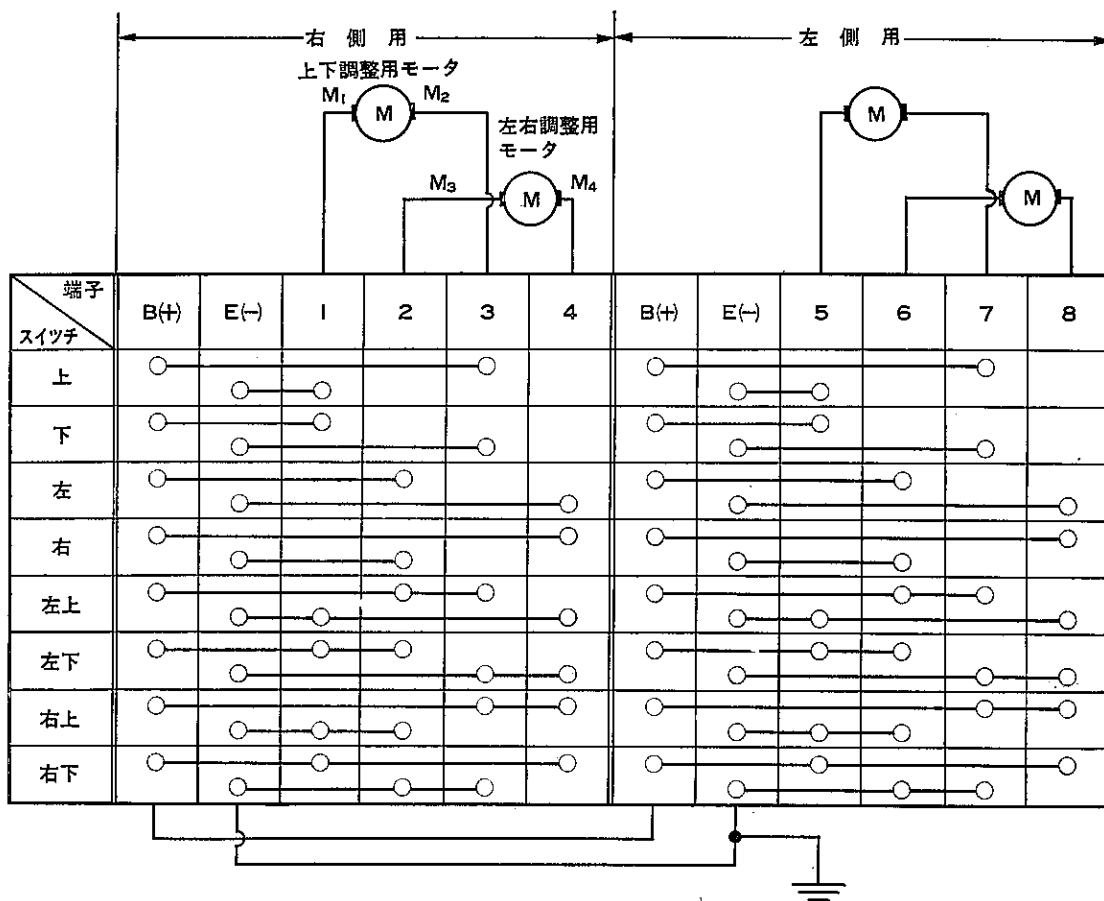 右側用
左側用
上下調整用モータ
M₁ M M₂
M
左右調整用
モータ
M₃ M M₄
M
端子
スイッチ
B(+) E(−) 1 2 3 4 B(+) E(−) 5 6 7 8
上
下
左
右
左上
左下
右上
右下